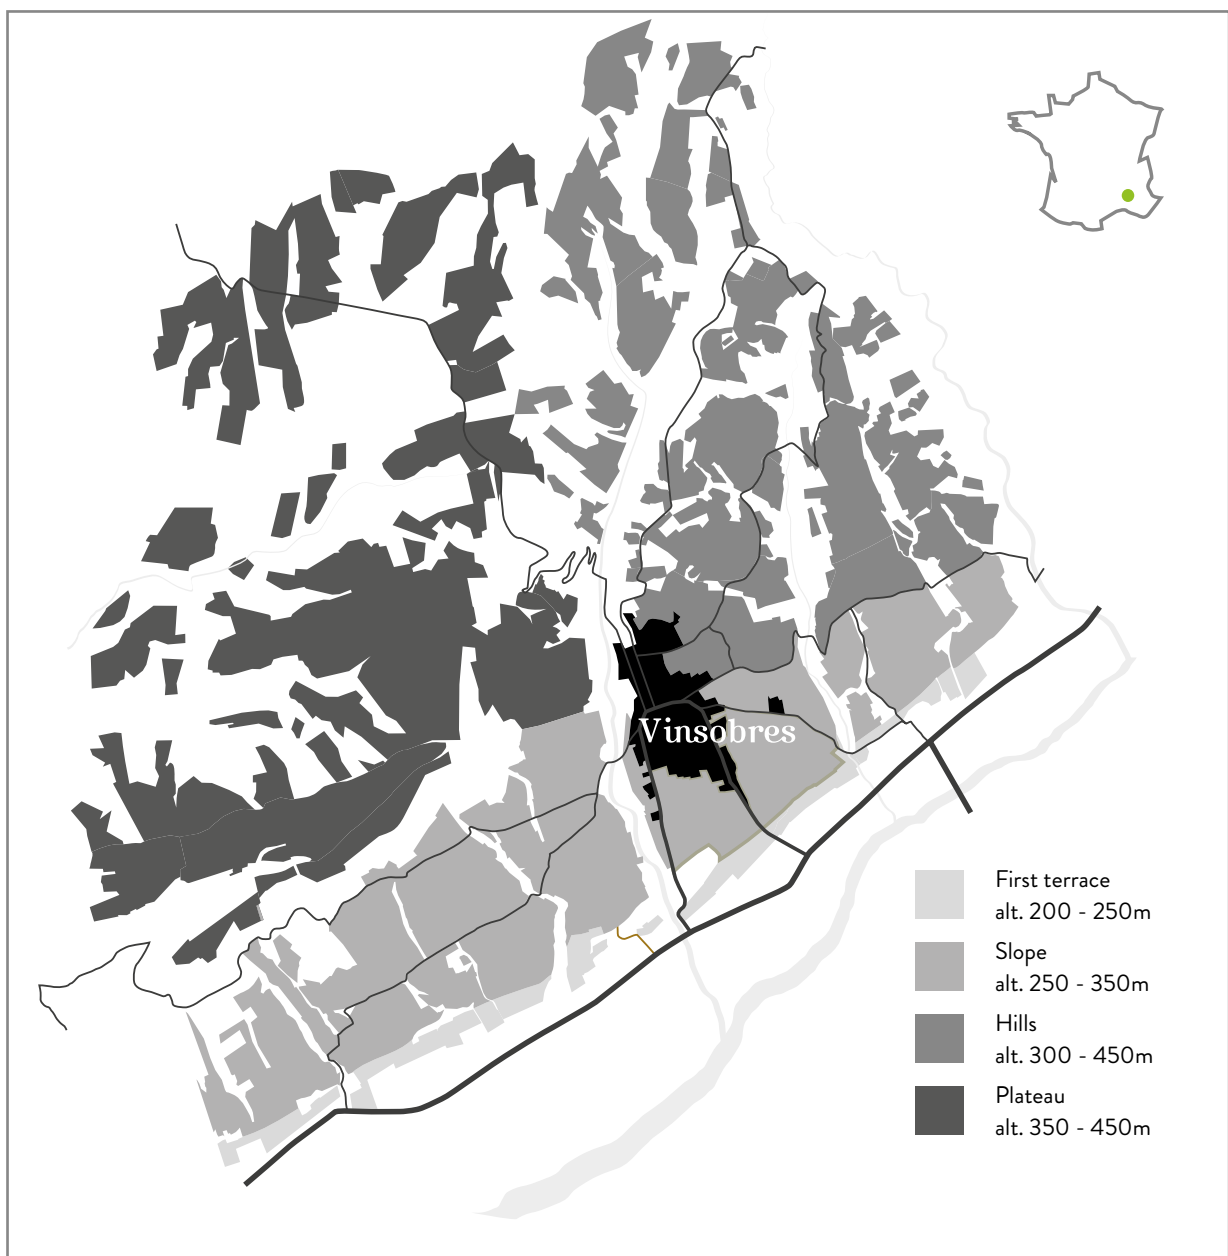 Vinsobres
First terrace
alt. 200 - 250m
Slope
alt. 250 - 350m
Hills
alt. 300 - 450m
Plateau
alt. 350 - 450m